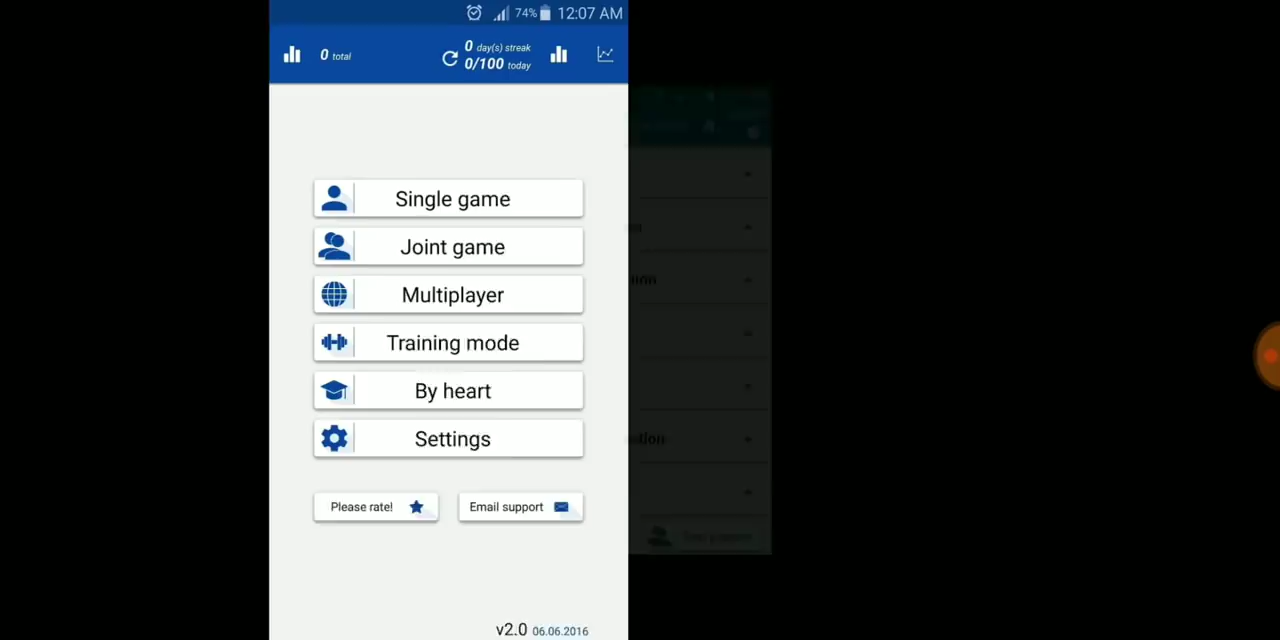 74% 12:07 AM
0 total
0 day(s) streak
0/100 today
Single game
Joint game
Multiplayer
Training mode
By heart
Settings
Please rate!
Email support
v2.0 06.06.2016